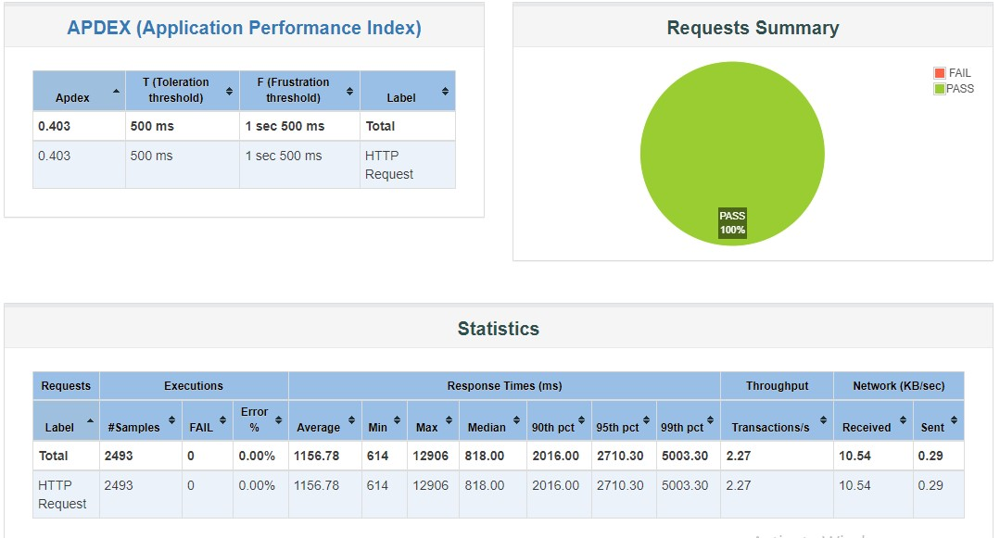 APDEX (Application Performance Index)
Apdex T (Toleration threshold) F (Frustration threshold) Label
0.403 500 ms 1 sec 500 ms Total
0.403 500 ms 1 sec 500 ms HTTP Request
Requests Summary
FAIL
PASS
PASS
100%
Statistics
Requests Executions Response Times (ms) Throughput Network (KB/sec)
Label #Samples FAIL Error % Average Min Max Median 90th pct 95th pct 99th pct Transactions/s Received Sent
Total 2493 0 0.00% 1156.78 614 12906 818.00 2016.00 2710.30 5003.30 2.27 10.54 0.29
HTTP Request 2493 0 0.00% 1156.78 614 12906 818.00 2016.00 2710.30 5003.30 2.27 10.54 0.29